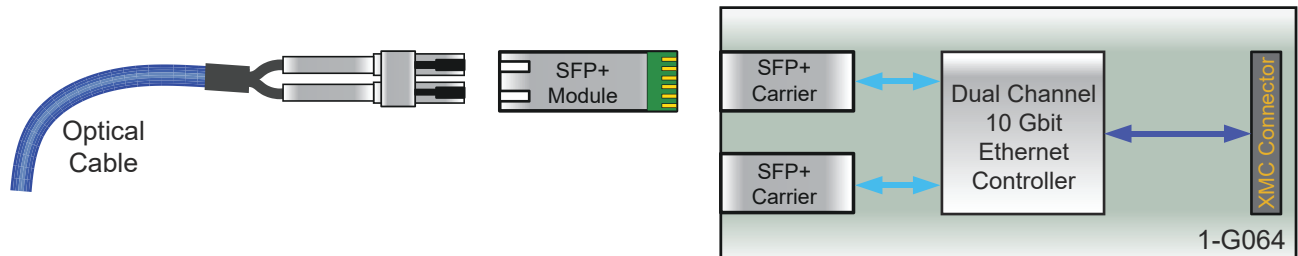 Optical
Cable
SFP+
Module
SFP+
Carrier
SFP+
Carrier
Dual Channel
10 Gbit
Ethernet
Controller
XMC Connector
1-G064